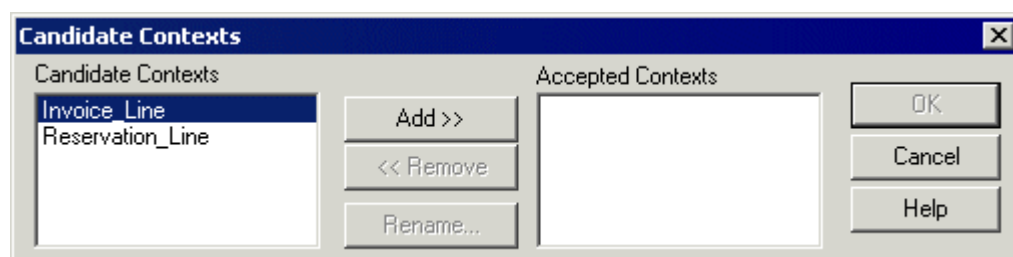 Candidate Contexts
Candidate Contexts
Invoice_Line
Reservation_Line
Add >>
<< Remove
Rename...
Accepted Contexts
OK
Cancel
Help